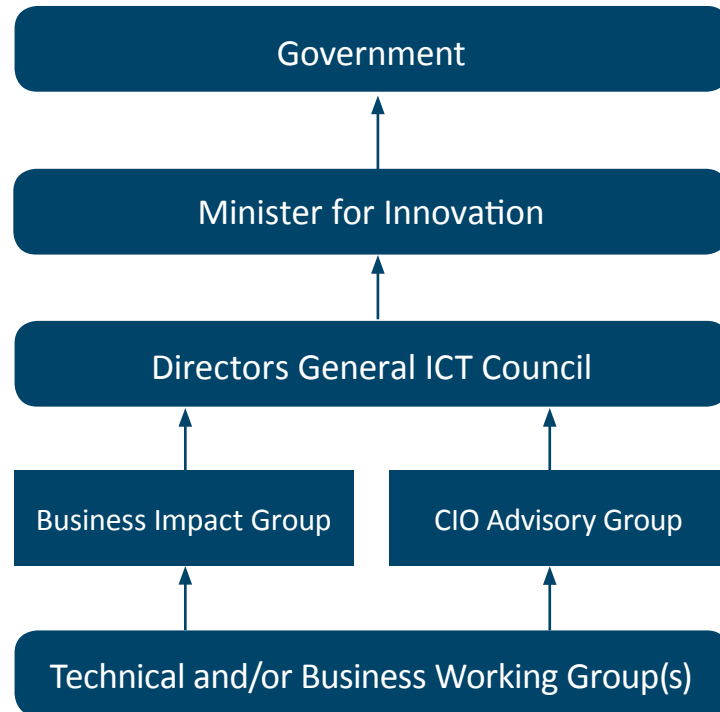 Government
Minister for Innovation
Directors General ICT Council
Business Impact Group
CIO Advisory Group
Technical and/or Business Working Group(s)